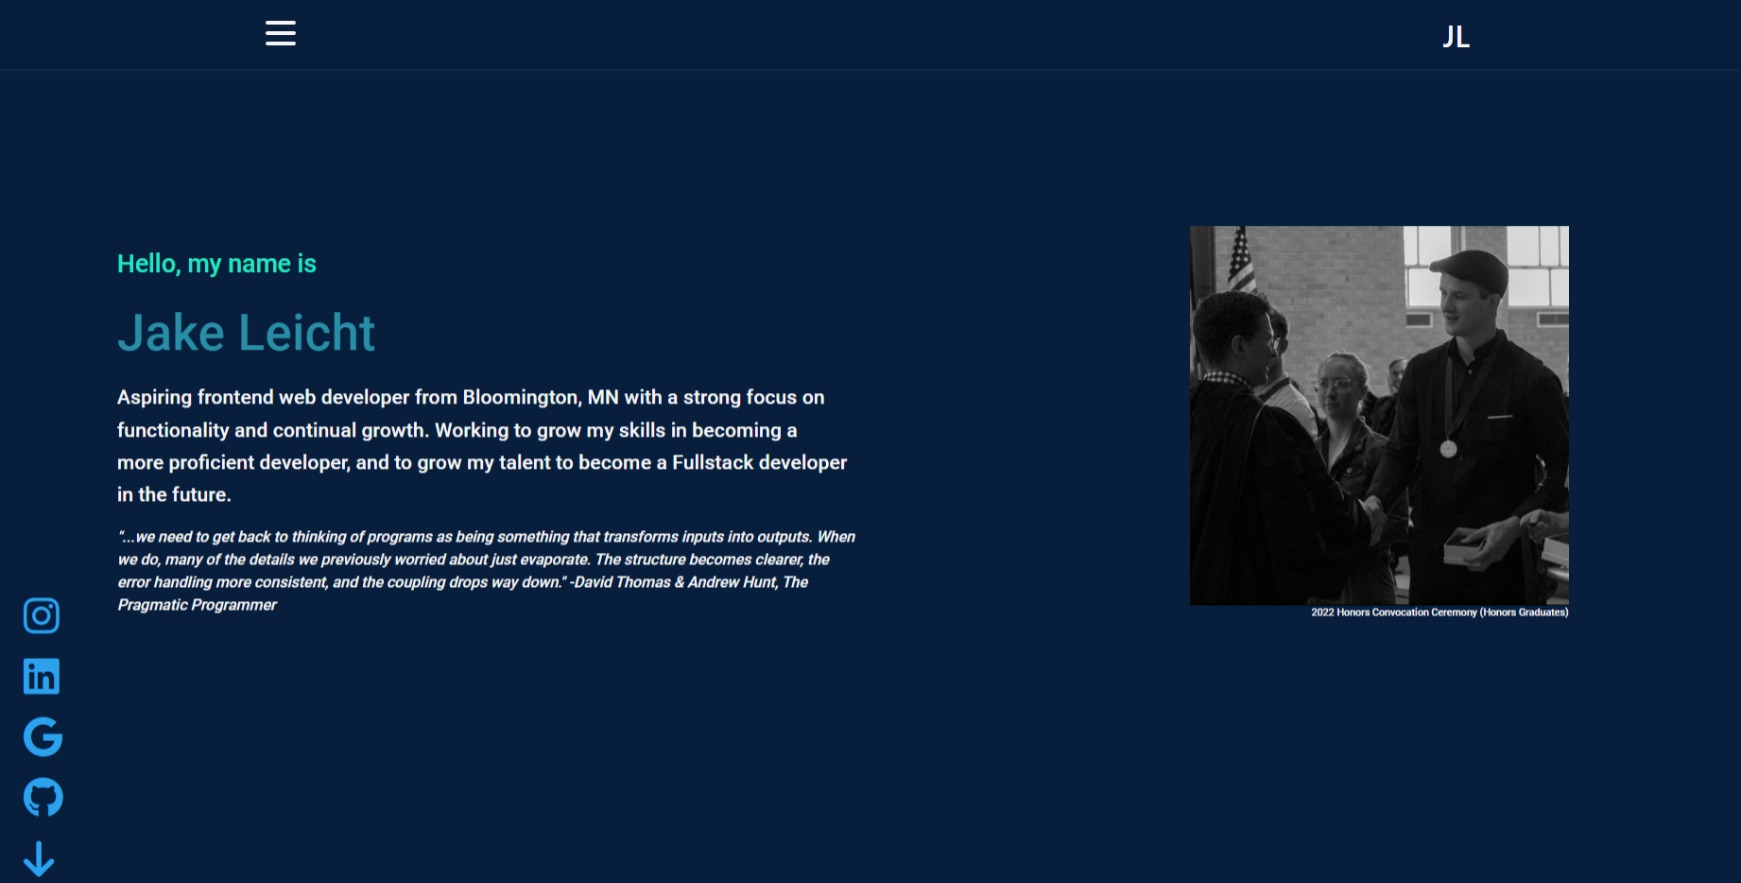 JL
Hello, my name is
Jake Leicht
Aspiring frontend web developer from Bloomington, MN with a strong focus on
functionality and continual growth. Working to grow my skills in becoming a
more proficient developer, and to grow my talent to become a Fullstack developer
in the future.
"...we need to get back to thinking of programs as being something that transforms inputs into outputs. When
we do, many of the details we previously worried about just evaporate. The structure becomes clearer, the
error handling more consistent, and the coupling drops way down." -David Thomas & Andrew Hunt, The
Pragmatic Programmer
2022 Honors Convocation Ceremony (Honors Graduates)
in
G